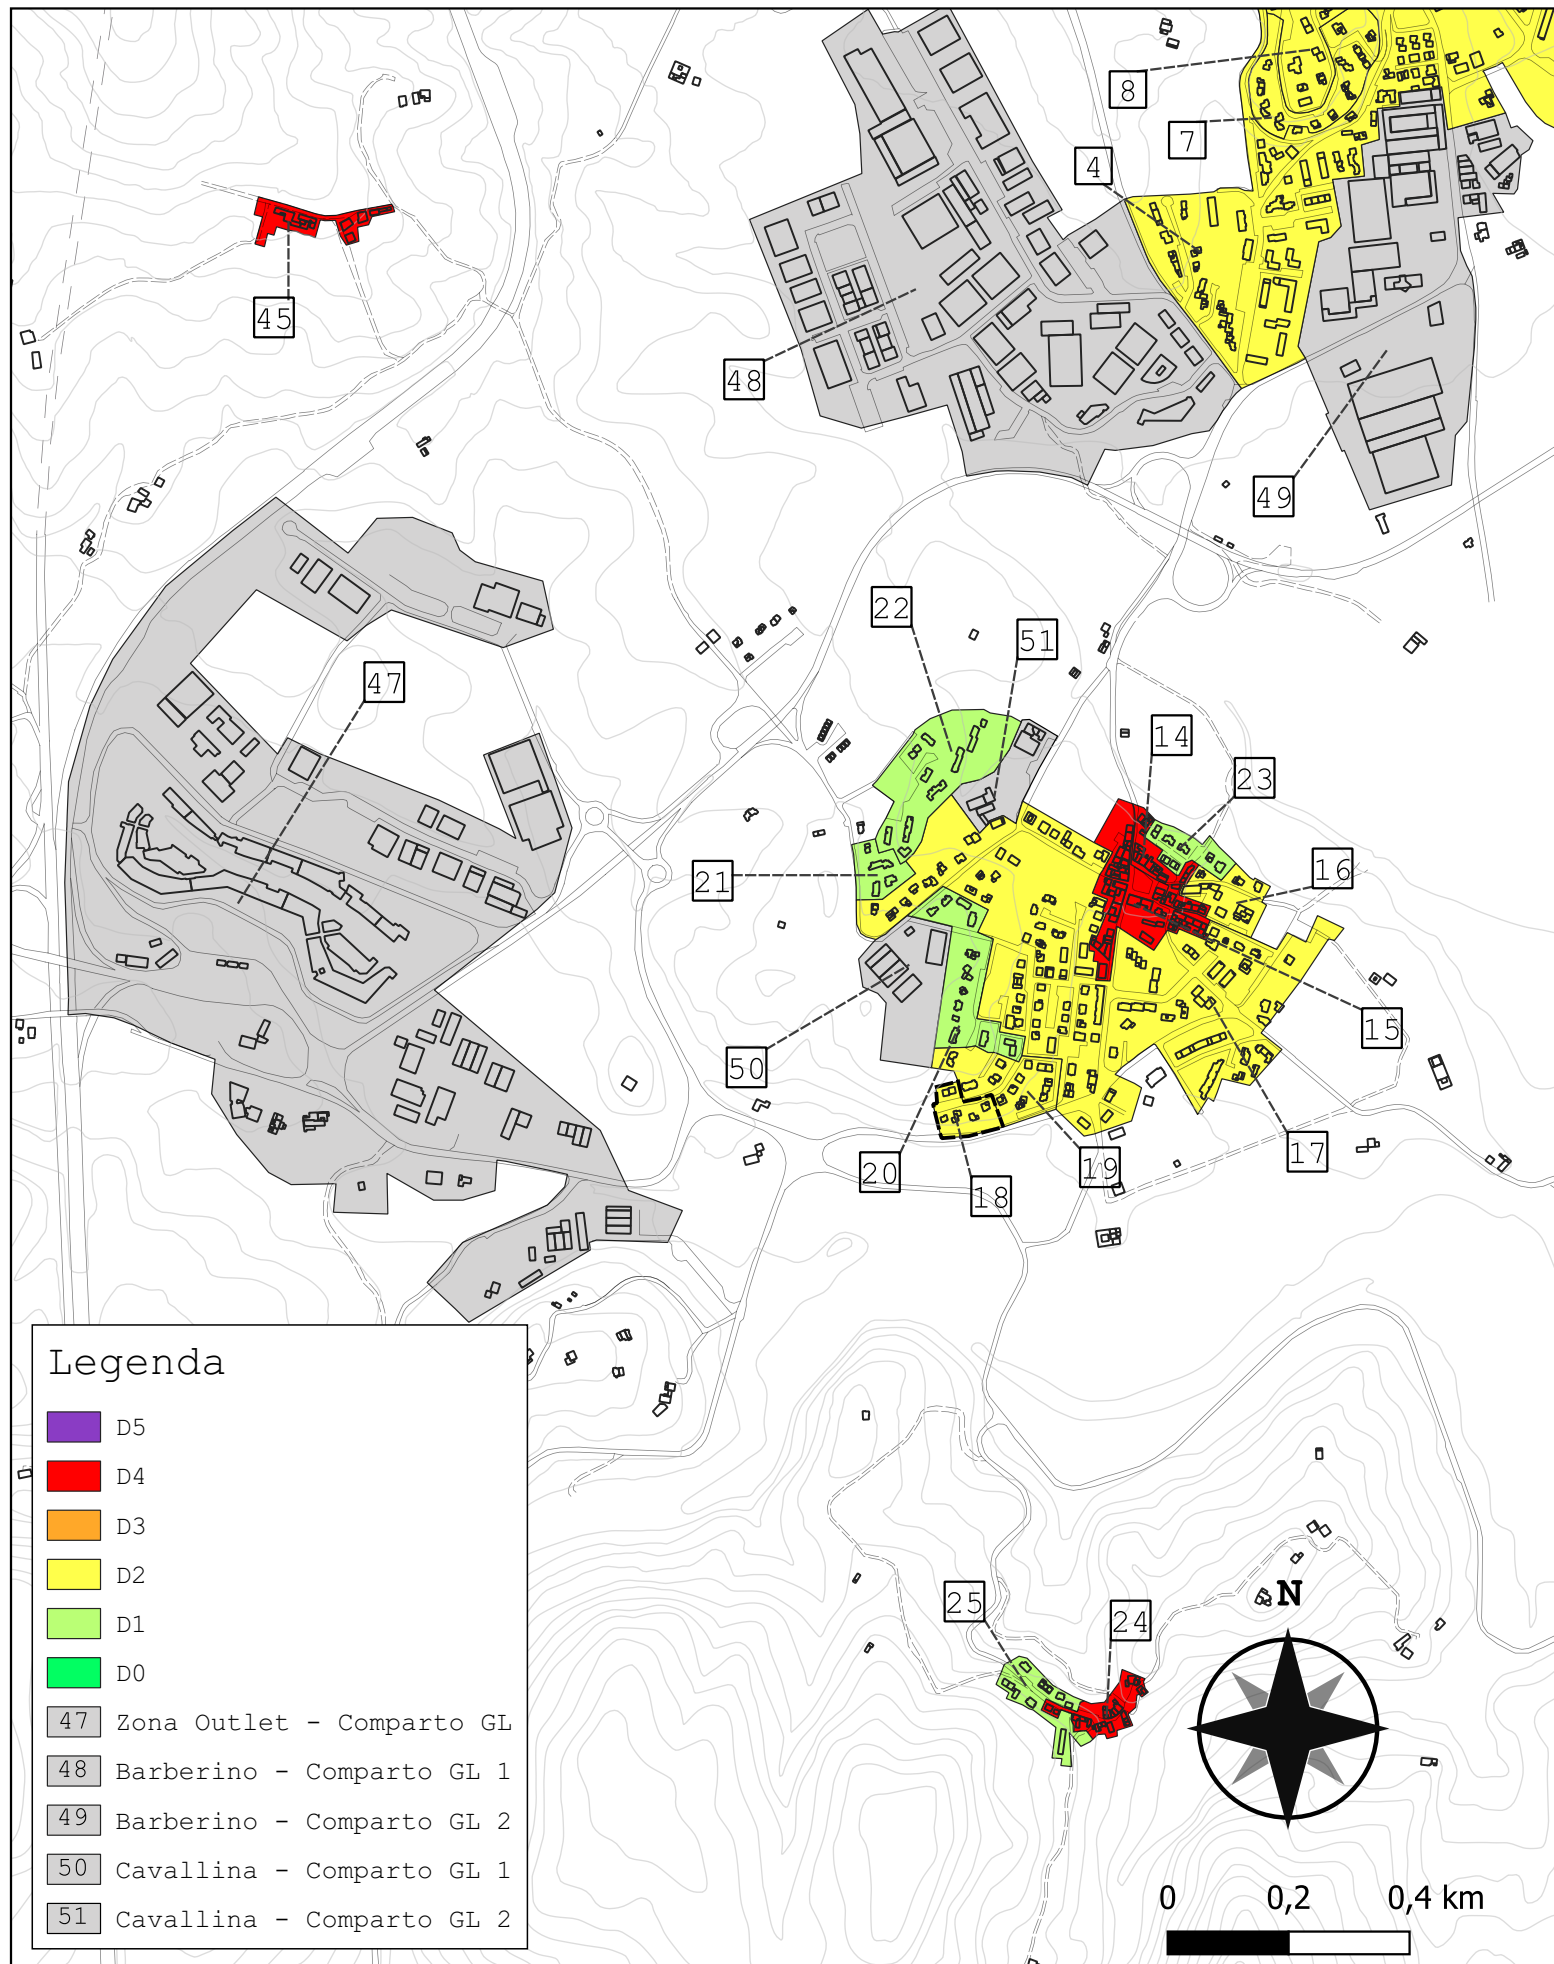 8
7
4
45
48
49
22
51
47
14
23
21
16
15
50
20
18
19
17
25
24
N
Legenda
D5
D4
D3
D2
D1
D0
47 Zona Outlet - Comparto GL
48 Barberino - Comparto GL 1
49 Barberino - Comparto GL 2
50 Cavallina - Comparto GL 1
51 Cavallina - Comparto GL 2
0 0,2 0,4 km